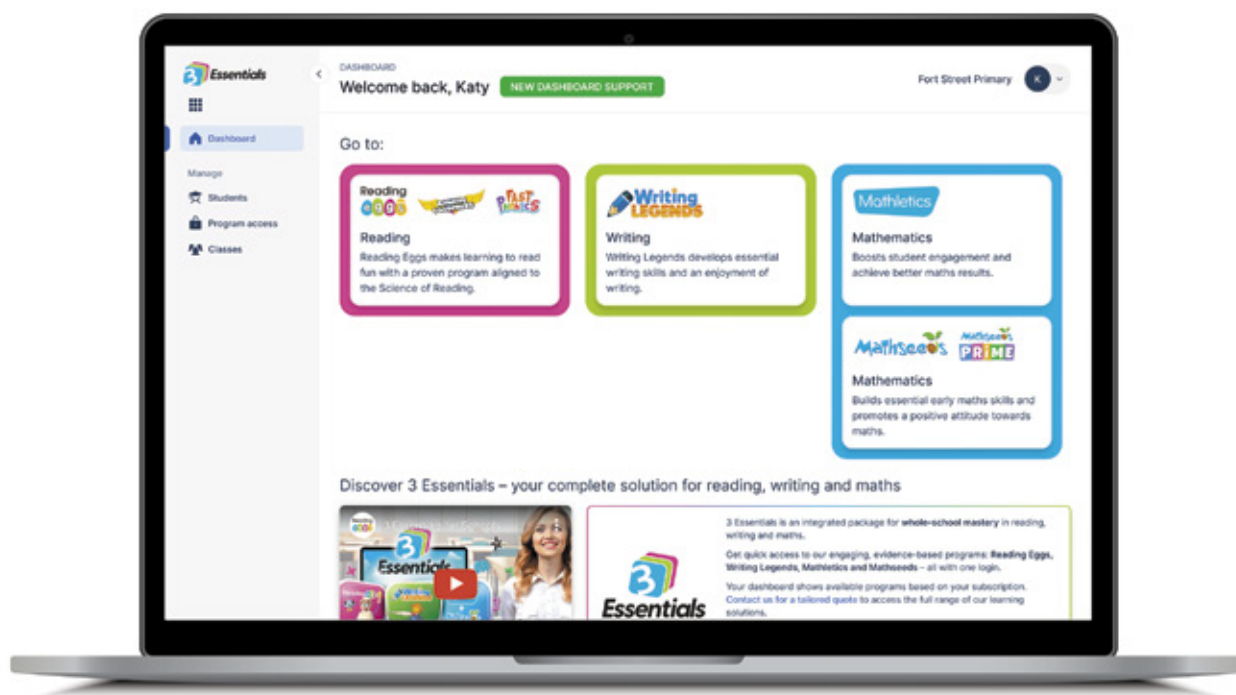 3 Essentials
DASHBOARD
Welcome back, Katy
NEW DASHBOARD SUPPORT
Fort Street Primary
K
Dashboard
Manage
Students
Program access
Classes
Go to:
Reading
eggs
FAST
PHONICS
Reading
Reading Eggs makes learning to read
fun with a proven program aligned to
the Science of Reading.
Writing
LEGENDS
Writing
Writing Legends develops essential
writing skills and an enjoyment of
writing.
Mathletics
Mathematics
Boosts student engagement and
achieve better maths results.
Mathseeds
Mathseeds
PRIME
Mathematics
Builds essential early maths skills and
promotes a positive attitude towards
maths.
Discover 3 Essentials – your complete solution for reading, writing and maths
Reading
eggs
3
Essentials
3
Essentials
3 Essentials is an integrated package for whole-school mastery in reading,
writing and maths.
Get quick access to our engaging, evidence-based programs: Reading Eggs,
Writing Legends, Mathletics and Mathseeds – all with one login.
Your dashboard shows available programs based on your subscription.
Contact us for a tailored quote to access the full range of our learning
solutions.